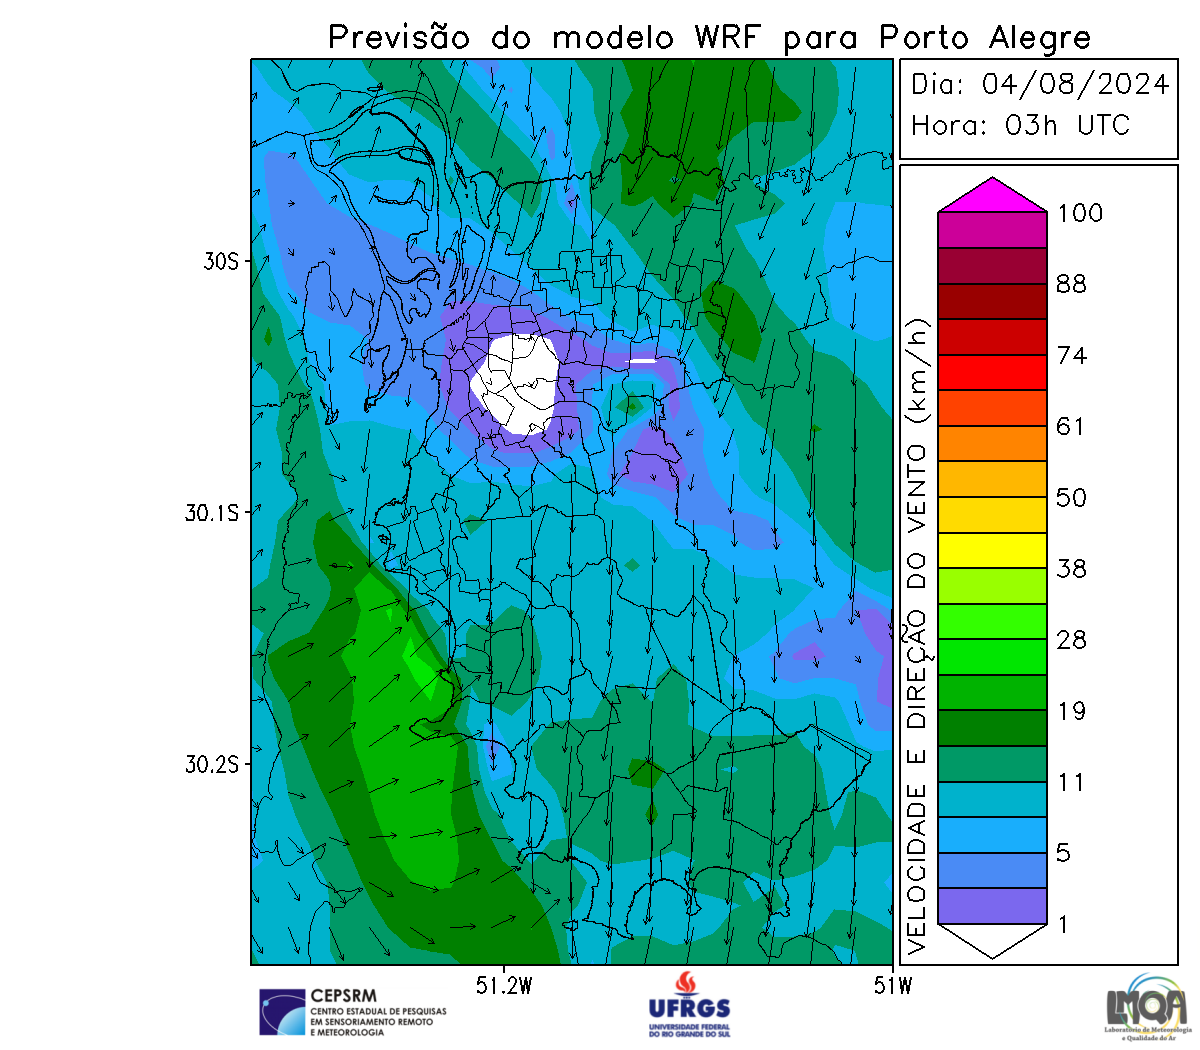 Previsão do modelo WRF para Porto Alegre
Dia: 04/08/2024
Hora: 03h UTC
30S
30.1S
30.2S
51.2W
51W
VELOCIDADE E DIREÇÃO DO VENTO (km/h)
100
88
74
61
50
38
28
19
11
5
1
CEPSRM
CENTRO ESTADUAL DE PESQUISAS
EM SENSORIAMENTO REMOTO
E METEOROLOGIA
UFRGS
UNIVERSIDADE FEDERAL
DO RIO GRANDE DO SUL
LMQA
Laboratório de Meteorologia
e Qualidade do Ar